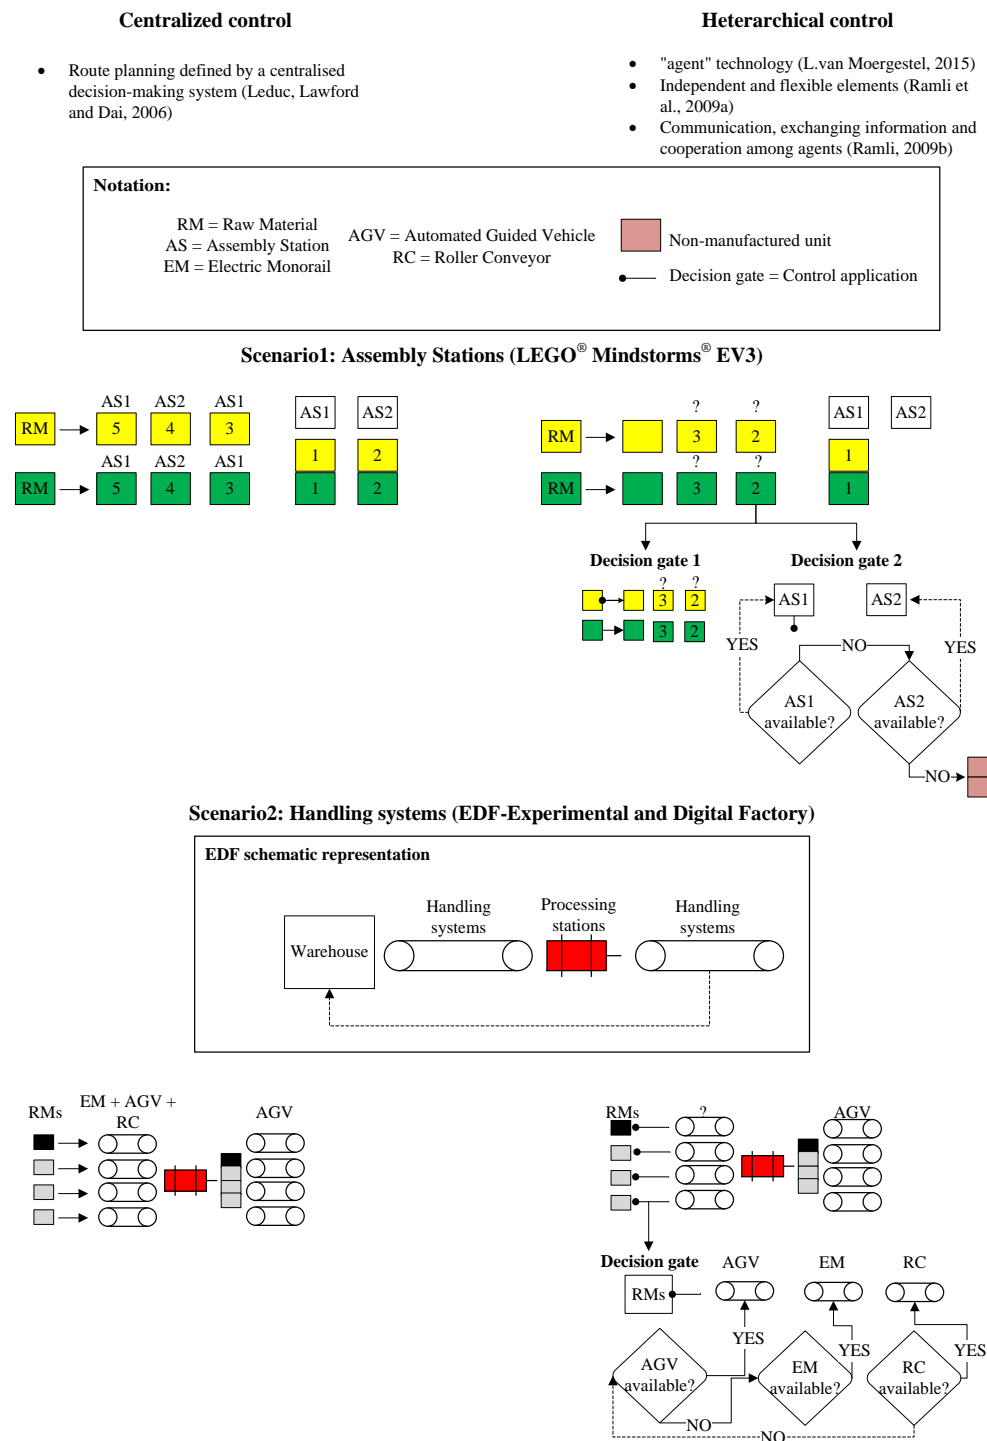 Centralized control
Heterarchical control
• Route planning defined by a centralised
decision-making system (Leduc, Lawford
and Dai, 2006)
• "agent" technology (L.van Moergestel, 2015)
• Independent and flexible elements (Ramli et
al., 2009a)
• Communication, exchanging information and
cooperation among agents (Ramli, 2009b)
Notation:
RM = Raw Material
AS = Assembly Station
EM = Electric Monorail
AGV = Automated Guided Vehicle
RC = Roller Conveyor
Non-manufactured unit
Decision gate = Control application
Scenario1: Assembly Stations (LEGO® Mindstorms® EV3)
AS1 AS2 AS1
AS1 AS2
RM 5 4 3
1 2
AS1 AS2 AS1
RM 5 4 3
1 2
? ?
AS1 AS2
RM 3 2
1
? ?
RM 3 2
1
Decision gate 1
? ?
3 2
3 2
Decision gate 2
AS1 AS2
YES NO YES
AS1
available?
AS2
available?
NO
Scenario2: Handling systems (EDF-Experimental and Digital Factory)
EDF schematic representation
Warehouse
Handling
systems
Processing
stations
Handling
systems
RMs
EM + AGV +
RC
AGV
RMs ? AGV
Decision gate AGV EM RC
RMs
YES YES YES
AGV
available?
EM
available?
RC
available?
NO
NO